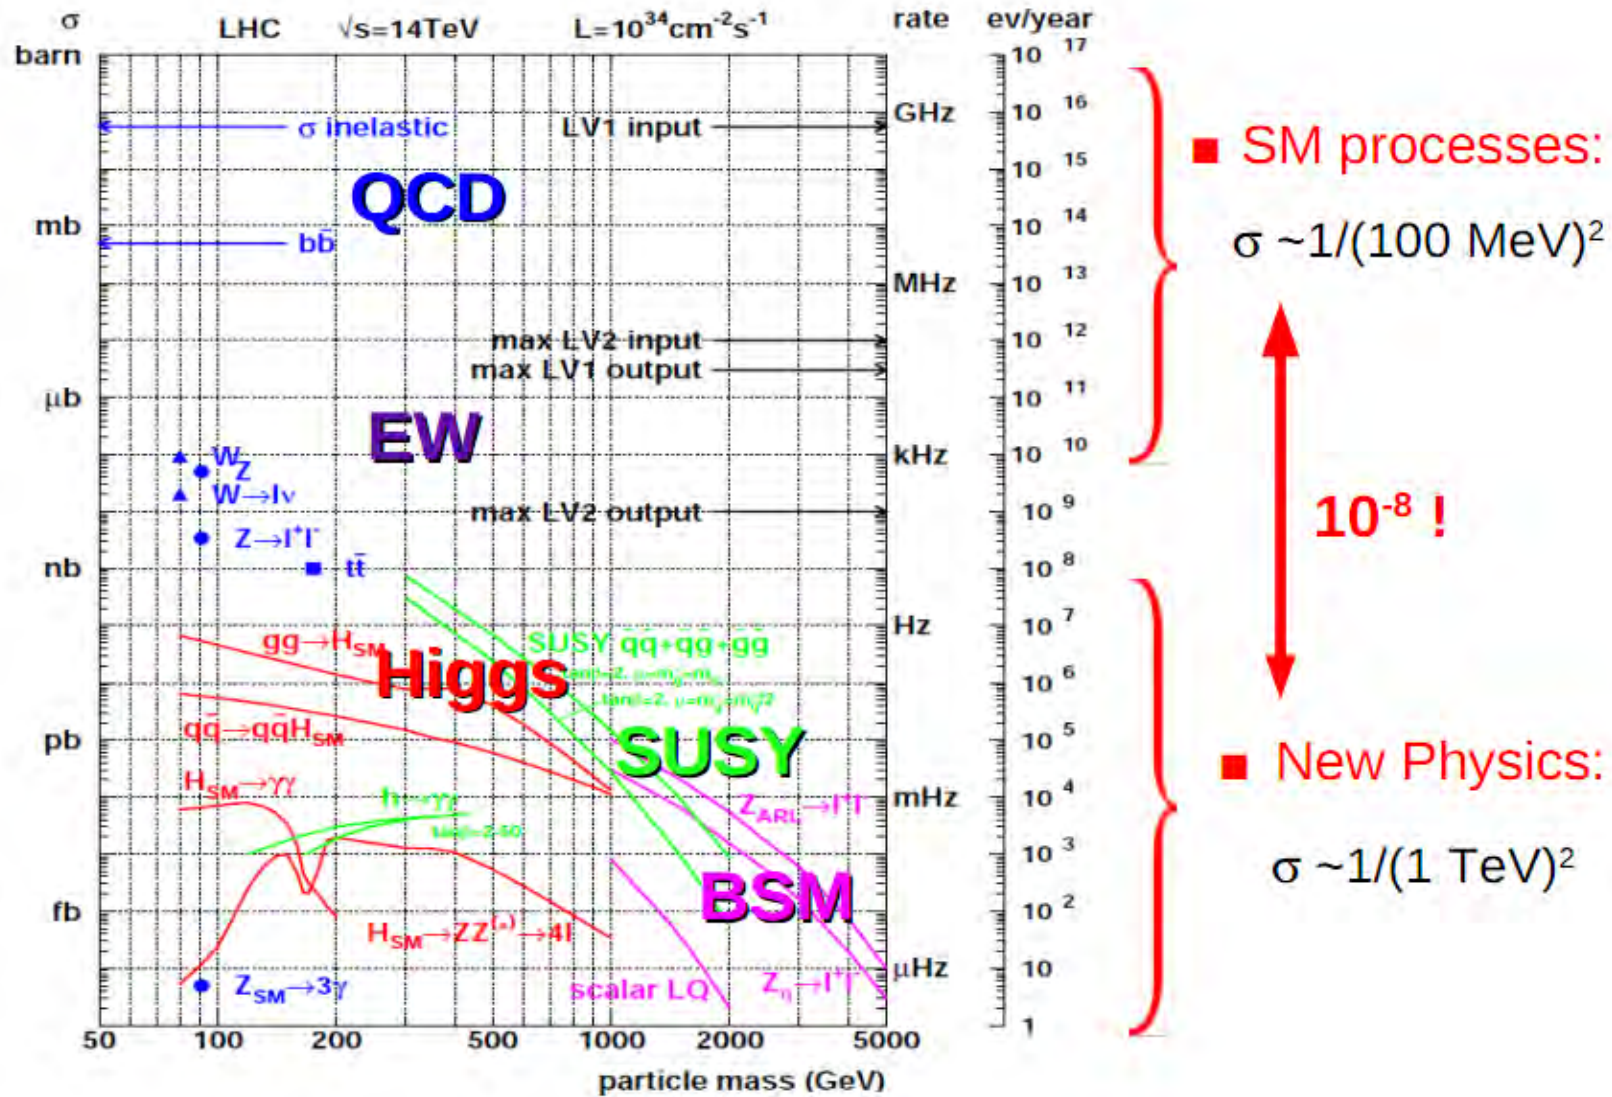 σ LHC √s=14TeV L=10³⁴cm⁻²s⁻¹ rate ev/year
barn
10 17
GHz
10 16
σ inelastic
LV1 input
SM processes:
10 15
QCD
mb
10 14
σ ~1/(100 MeV)²
bb̄
MHz
10 13
max LV2 input
10 12
max LV1 output
μb
10 11
EW
W
Z
kHz
10 10
W→lν
max LV2 output
10 9
10⁻⁸ !
Z→l⁺l⁻
nb
tt̄
10 8
Hz
10 7
gg→H_SM
SUSY q̃q̃+q̃g̃+g̃g̃
Higgs
10 6
qq̄→qq̄H_SM
pb
SUSY
10 5
New Physics:
H_SM→γγ
h→γγ
mHz
10 4
Z_ARL→l⁺l⁻
tanβ=2-50
10 3
σ ~1/(1 TeV)²
BSM
fb
10 2
H_SM→ZZ⁽*⁾→4l
μHz
10
Z_SM→3γ
scalar LQ
Z_η→l⁺l⁻
1
50 100 200 500 1000 2000 5000
particle mass (GeV)